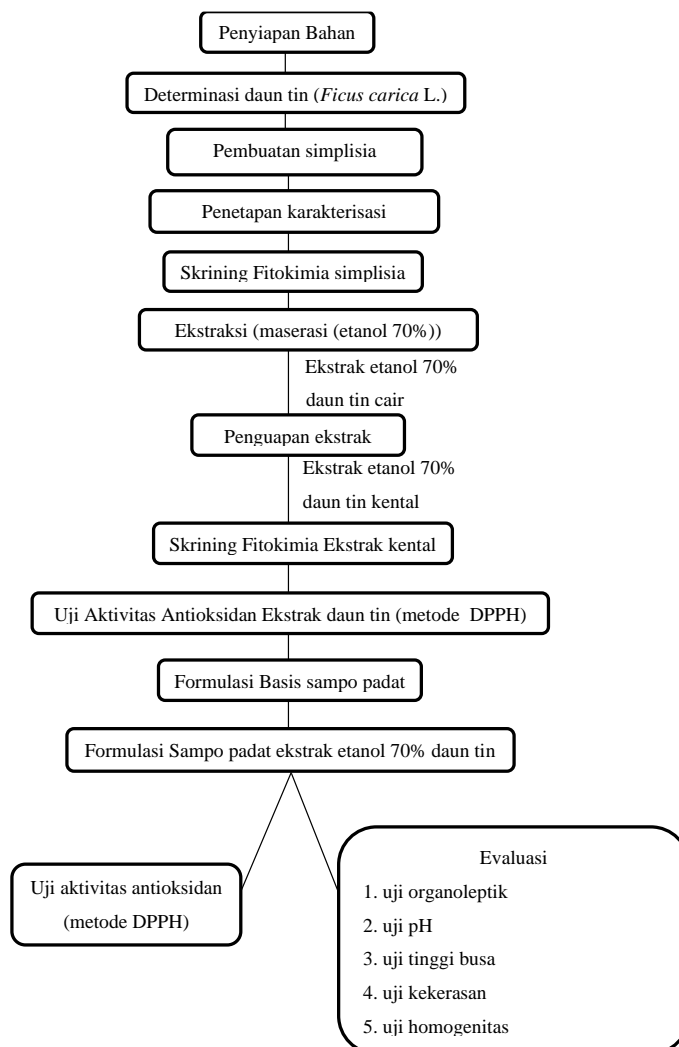 Penyiapan Bahan
Determinasi daun tin (Ficus carica L.)
Pembuatan simplisia
Penetapan karakterisasi
Skrining Fitokimia simplisia
Ekstraksi (maserasi (etanol 70%))
Ekstrak etanol 70%
daun tin cair
Penguapan ekstrak
Ekstrak etanol 70%
daun tin kental
Skrining Fitokimia Ekstrak kental
Uji Aktivitas Antioksidan Ekstrak daun tin (metode DPPH)
Formulasi Basis sampo padat
Formulasi Sampo padat ekstrak etanol 70% daun tin
Uji aktivitas antioksidan
(metode DPPH)
Evaluasi
1. uji organoleptik
2. uji pH
3. uji tinggi busa
4. uji kekerasan
5. uji homogenitas